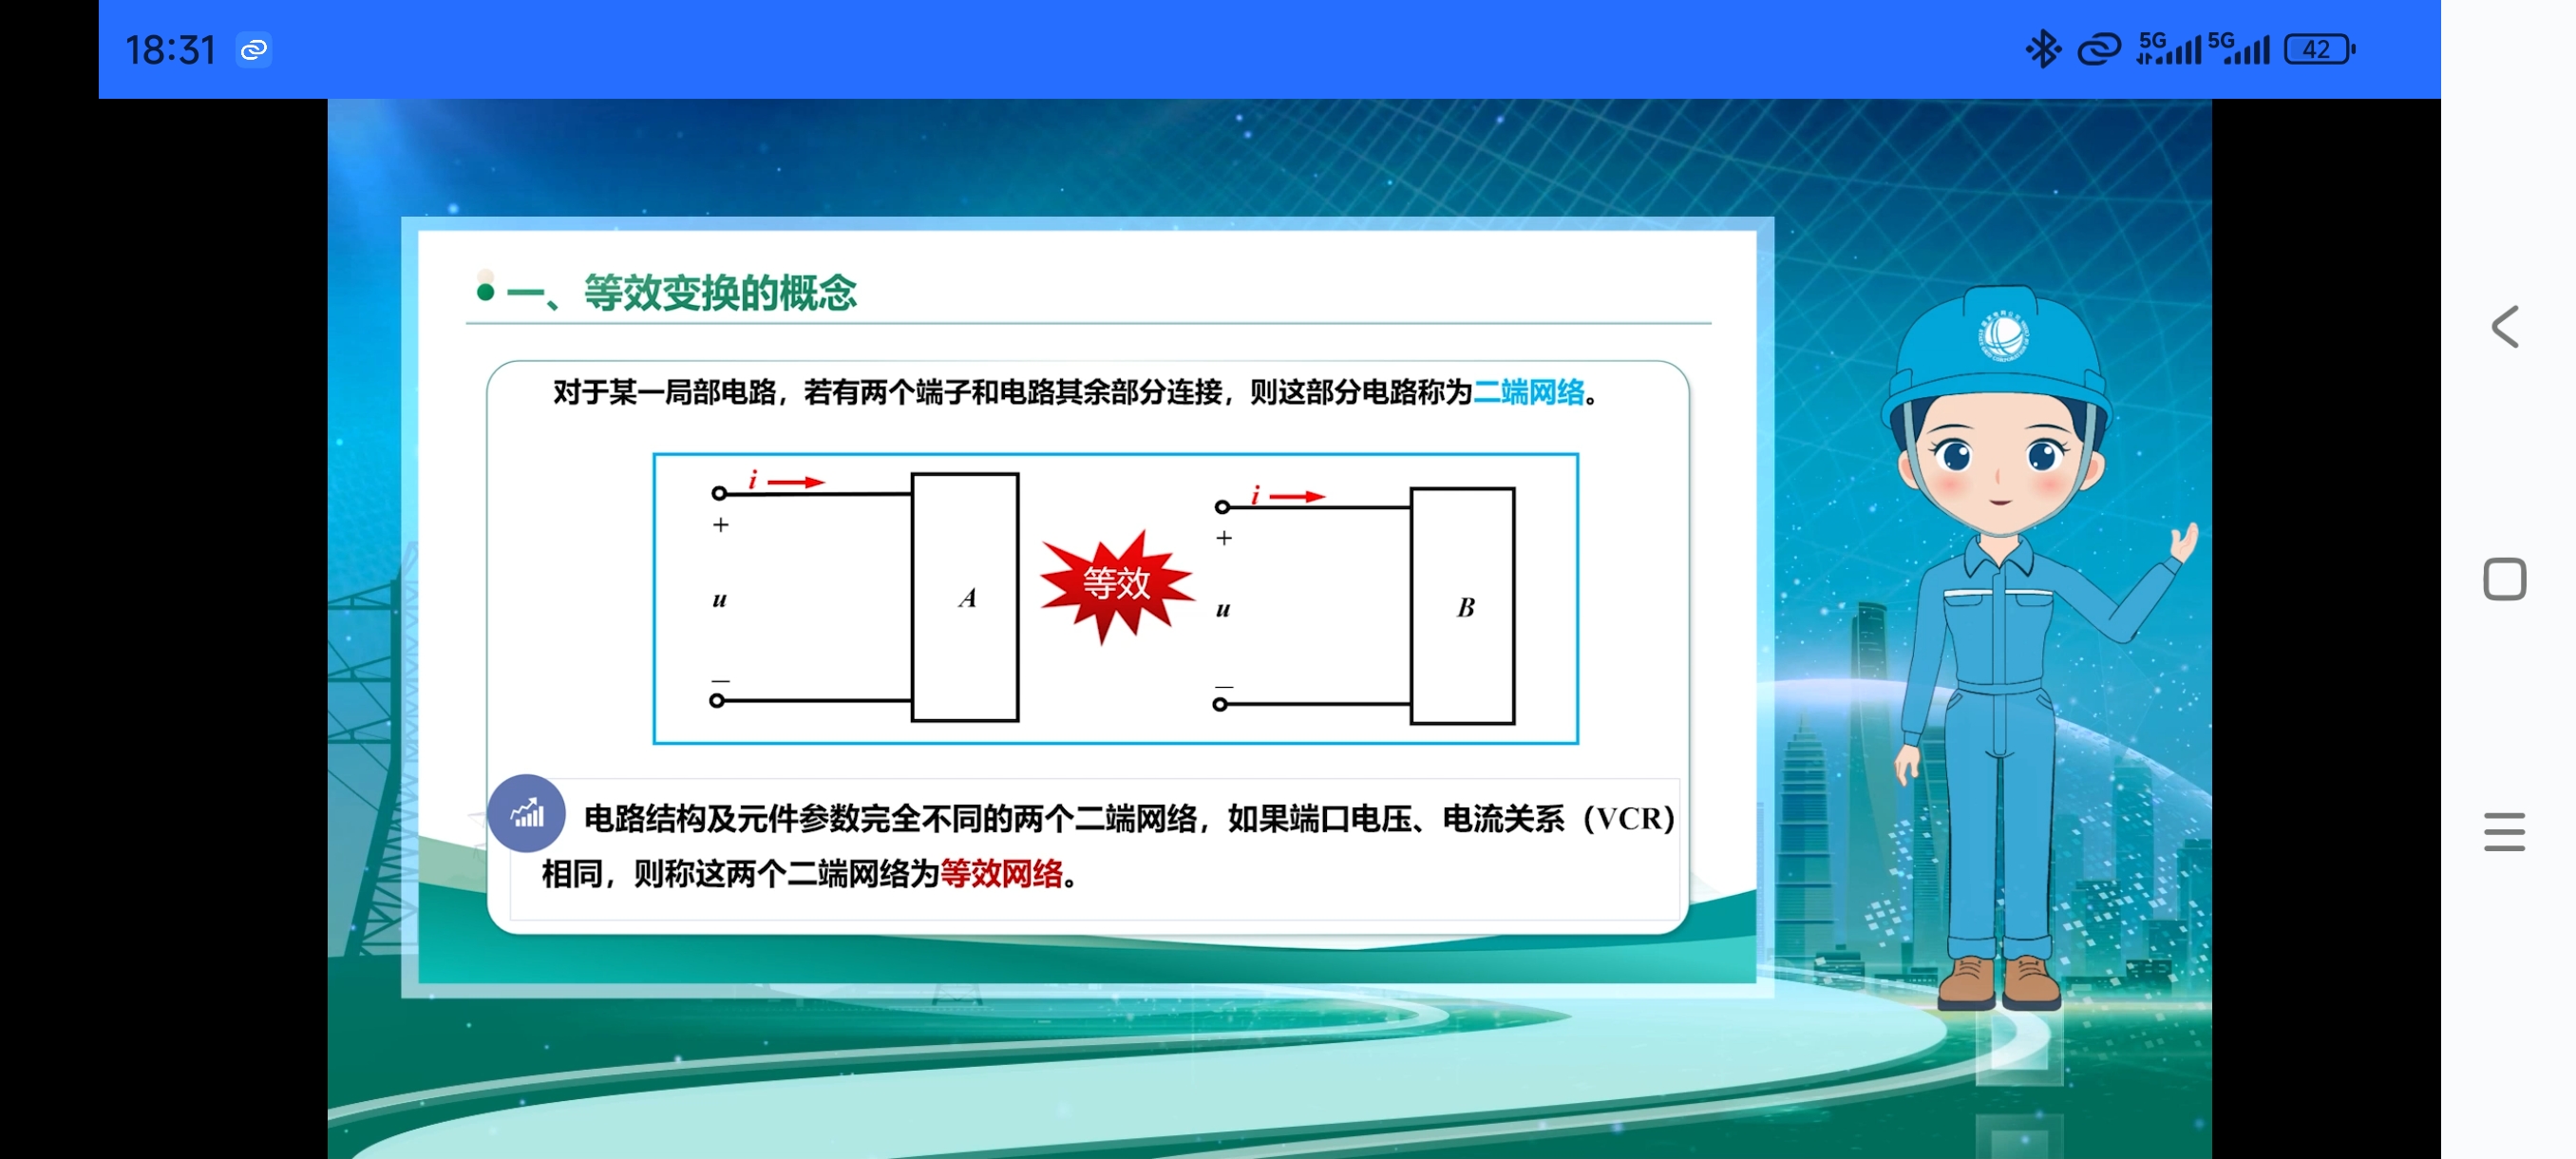 18:31
5G 5G 42
一、等效变换的概念
对于某一局部电路，若有两个端子和电路其余部分连接，则这部分电路称为二端网络。
i
+
u
A
−
等效
i
+
u
B
−
电路结构及元件参数完全不同的两个二端网络，如果端口电压、电流关系（VCR）
相同，则称这两个二端网络为等效网络。